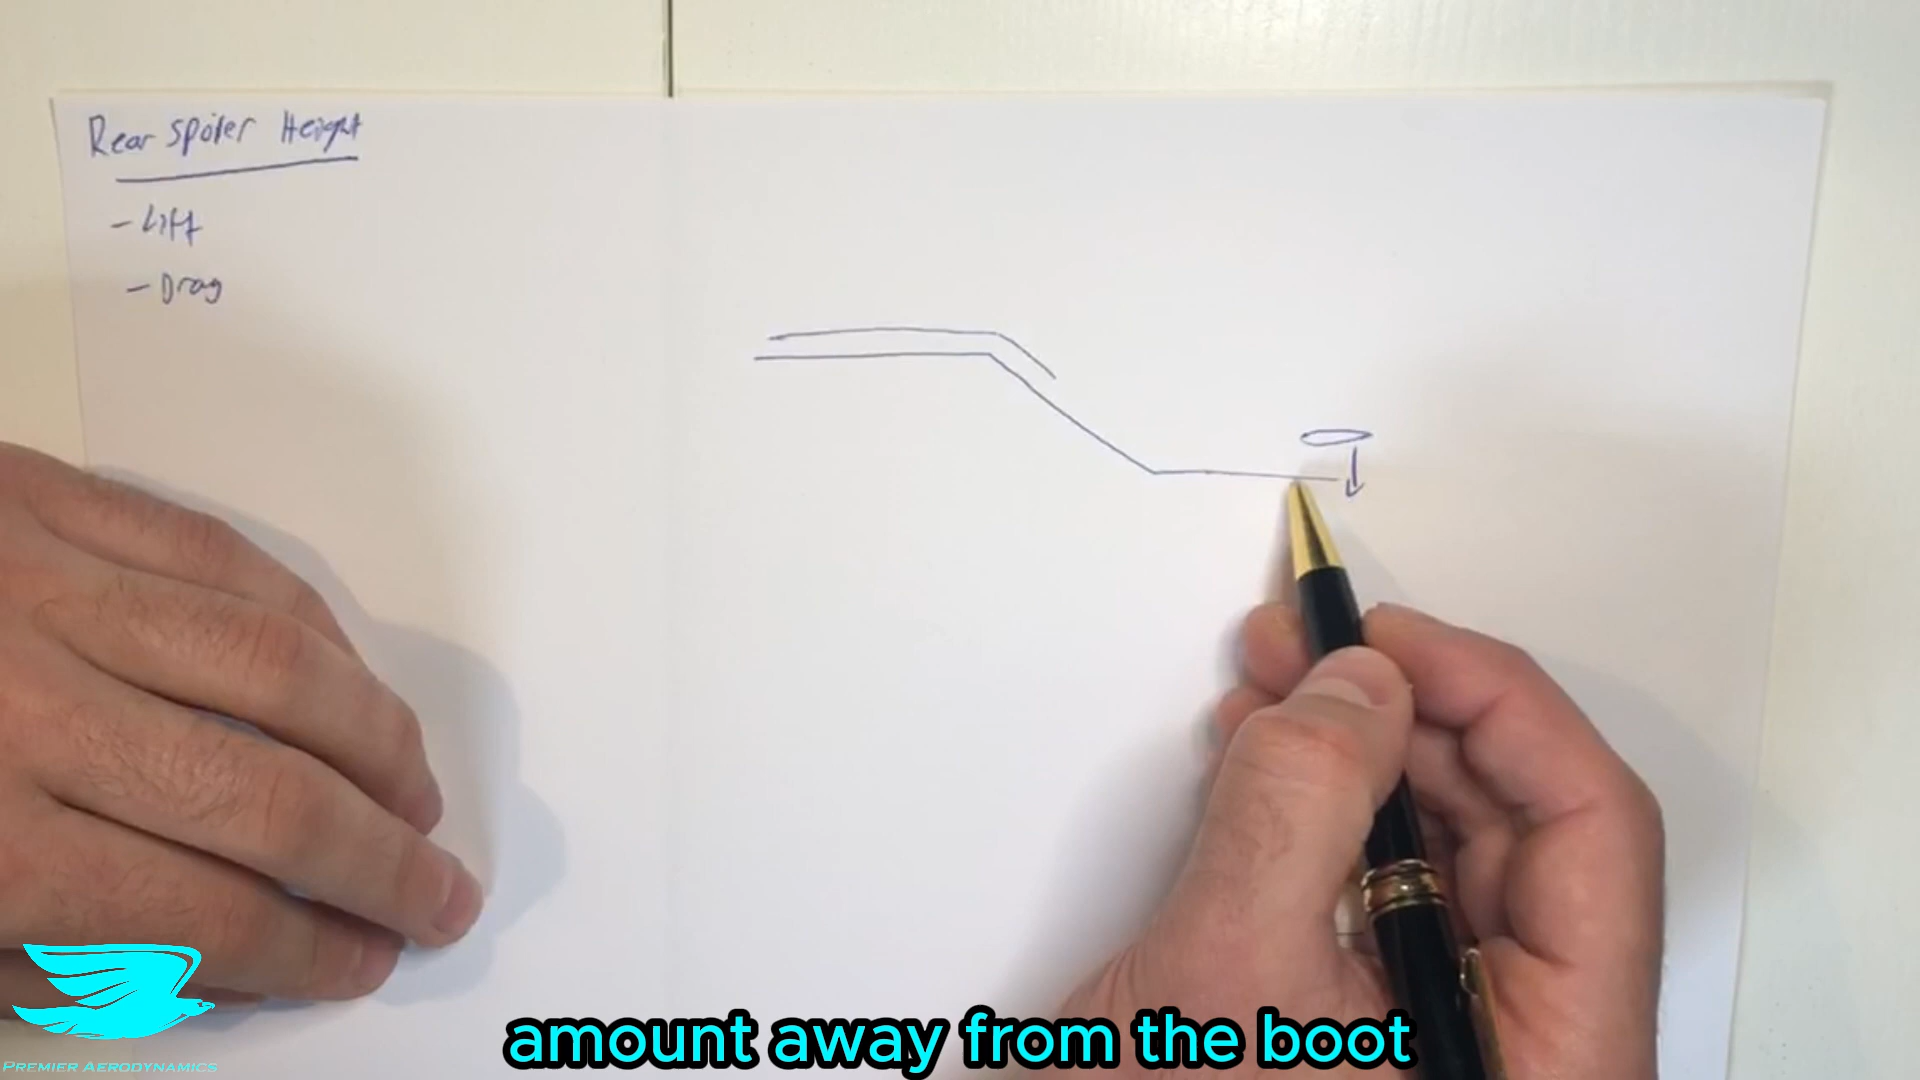 Rear Spoiler Height
- Lift
- Drag
PREMIER AERODYNAMICS
amount away from the boot